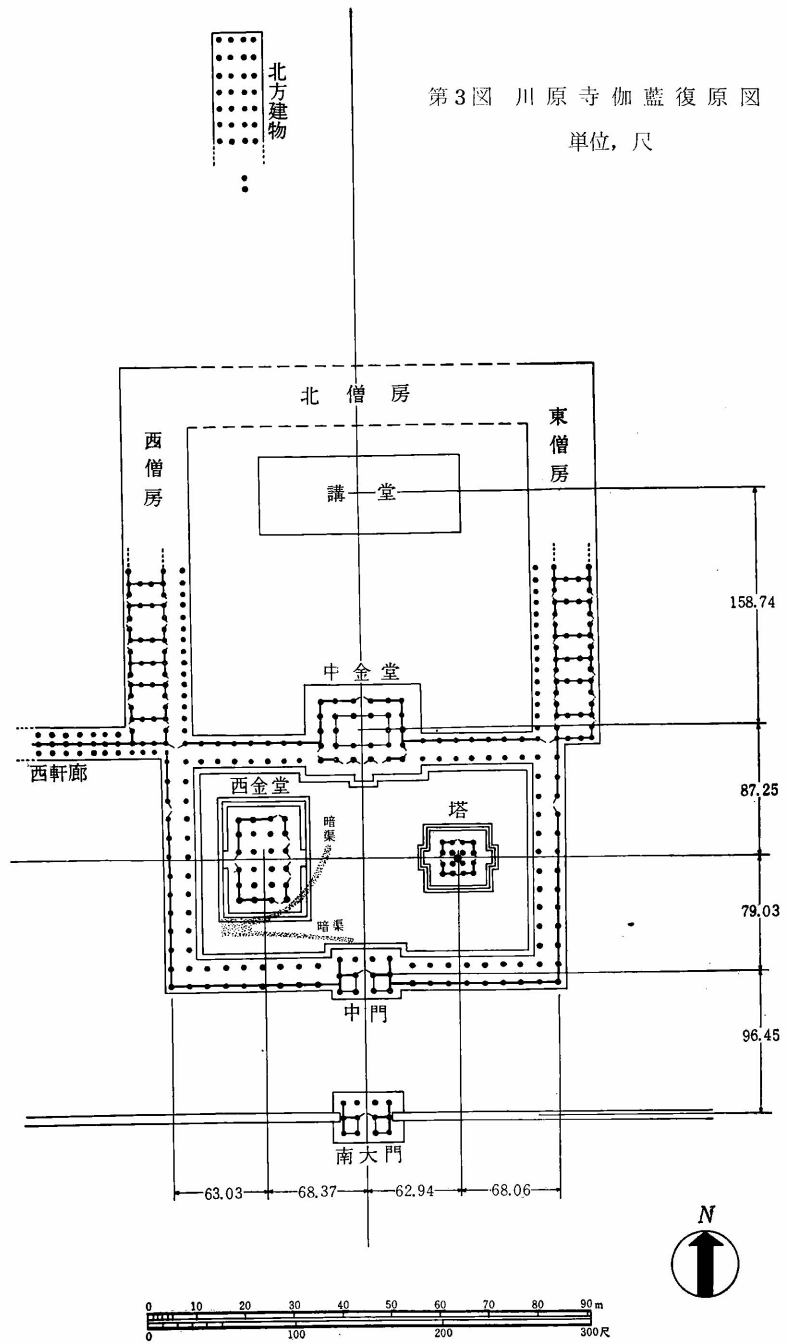 第3図 川原寺伽藍復原図
単位，尺
北方建物
北僧房
西僧房
東僧房
講堂
158.74
中金堂
西軒廊
西金堂
塔
暗渠
暗渠
87.25
79.03
中門
96.45
南大門
63.03 68.37 62.94 68.06
N
0 10 20 30 40 50 60 70 80 90 m
0 100 200 300尺